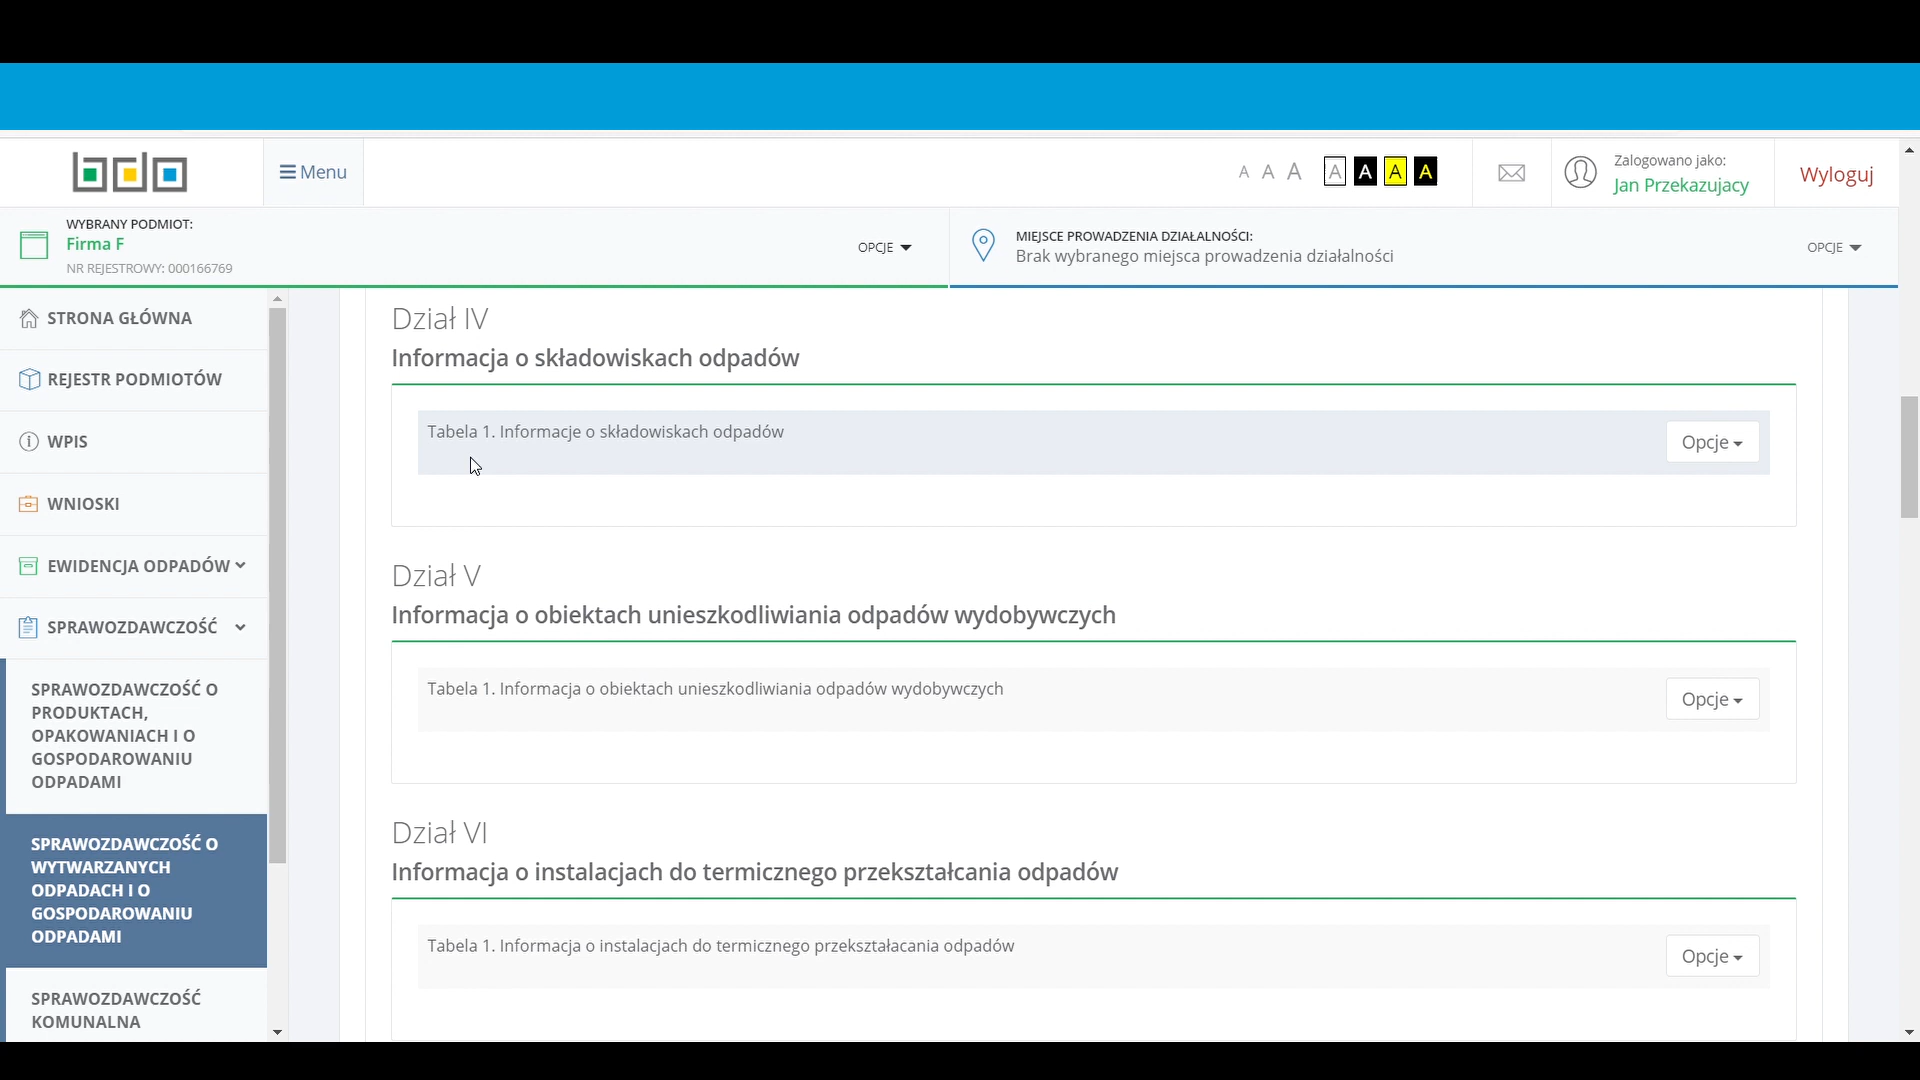 bdo
Menu
A A A A A A A
Zalogowano jako:
Jan Przekazujacy
Wyloguj
WYBRANY PODMIOT:
Firma F
NR REJESTROWY: 000166769
OPCJE
MIEJSCE PROWADZENIA DZIAŁALNOŚCI:
Brak wybranego miejsca prowadzenia działalności
OPCJE
STRONA GŁÓWNA
REJESTR PODMIOTÓW
WPIS
WNIOSKI
EWIDENCJA ODPADÓW
SPRAWOZDAWCZOŚĆ
SPRAWOZDAWCZOŚĆ O
PRODUKTACH,
OPAKOWANIACH I O
GOSPODAROWANIU
ODPADAMI
SPRAWOZDAWCZOŚĆ O
WYTWARZANYCH
ODPADACH I O
GOSPODAROWANIU
ODPADAMI
SPRAWOZDAWCZOŚĆ
KOMUNALNA
Dział IV
Informacja o składowiskach odpadów
Tabela 1. Informacje o składowiskach odpadów
Opcje
Dział V
Informacja o obiektach unieszkodliwiania odpadów wydobywczych
Tabela 1. Informacja o obiektach unieszkodliwiania odpadów wydobywczych
Opcje
Dział VI
Informacja o instalacjach do termicznego przekształcania odpadów
Tabela 1. Informacja o instalacjach do termicznego przekształacania odpadów
Opcje